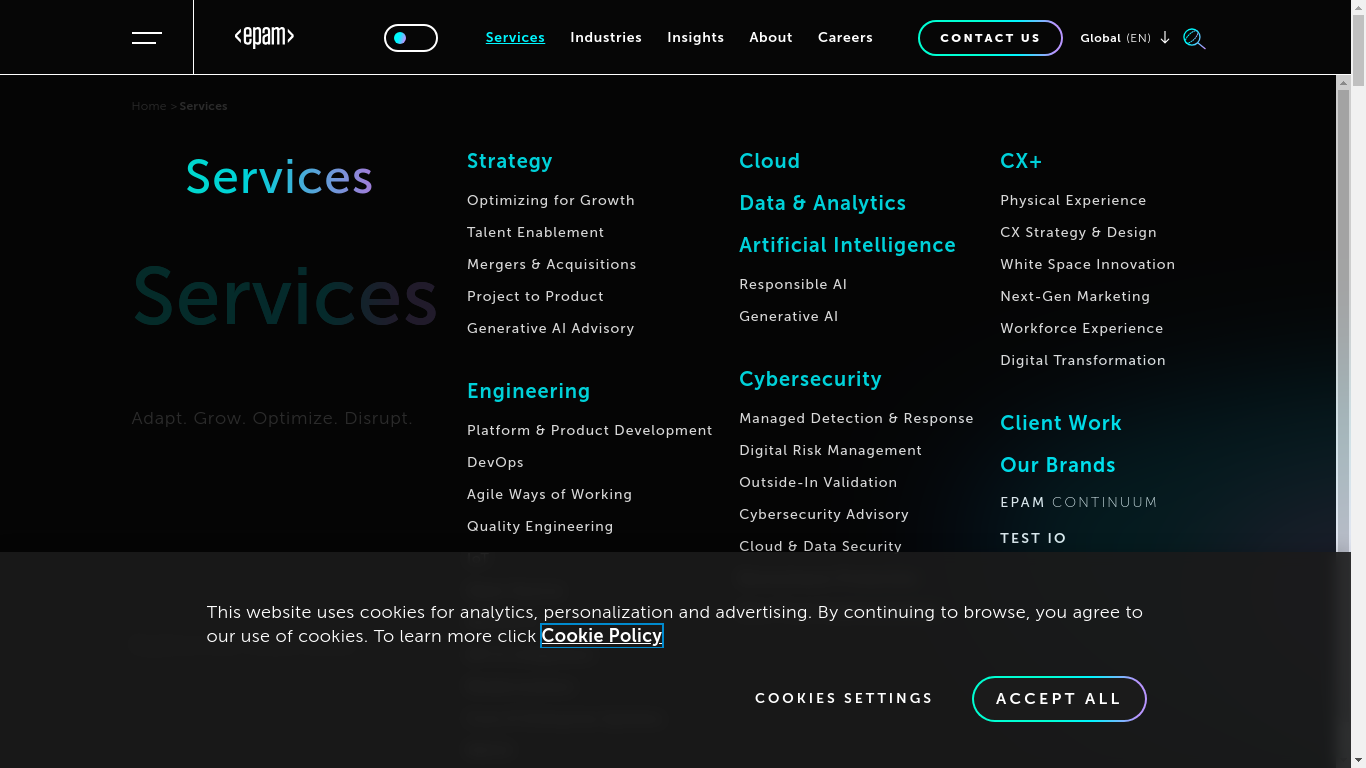 <epam>
Services
Industries
Insights
About
Careers
CONTACT US
Global (EN)
Home > Services
Services
Services
Adapt. Grow. Optimize. Disrupt.
Strategy
Optimizing for Growth
Talent Enablement
Mergers & Acquisitions
Project to Product
Generative AI Advisory
Engineering
Platform & Product Development
DevOps
Agile Ways of Working
Quality Engineering
Cloud
Data & Analytics
Artificial Intelligence
Responsible AI
Generative AI
Cybersecurity
Managed Detection & Response
Digital Risk Management
Outside-In Validation
Cybersecurity Advisory
Cloud & Data Security
CX+
Physical Experience
CX Strategy & Design
White Space Innovation
Next-Gen Marketing
Workforce Experience
Digital Transformation
Client Work
Our Brands
EPAM CONTINUUM
TEST IO
This website uses cookies for analytics, personalization and advertising. By continuing to browse, you agree to
our use of cookies. To learn more click Cookie Policy
COOKIES SETTINGS
ACCEPT ALL